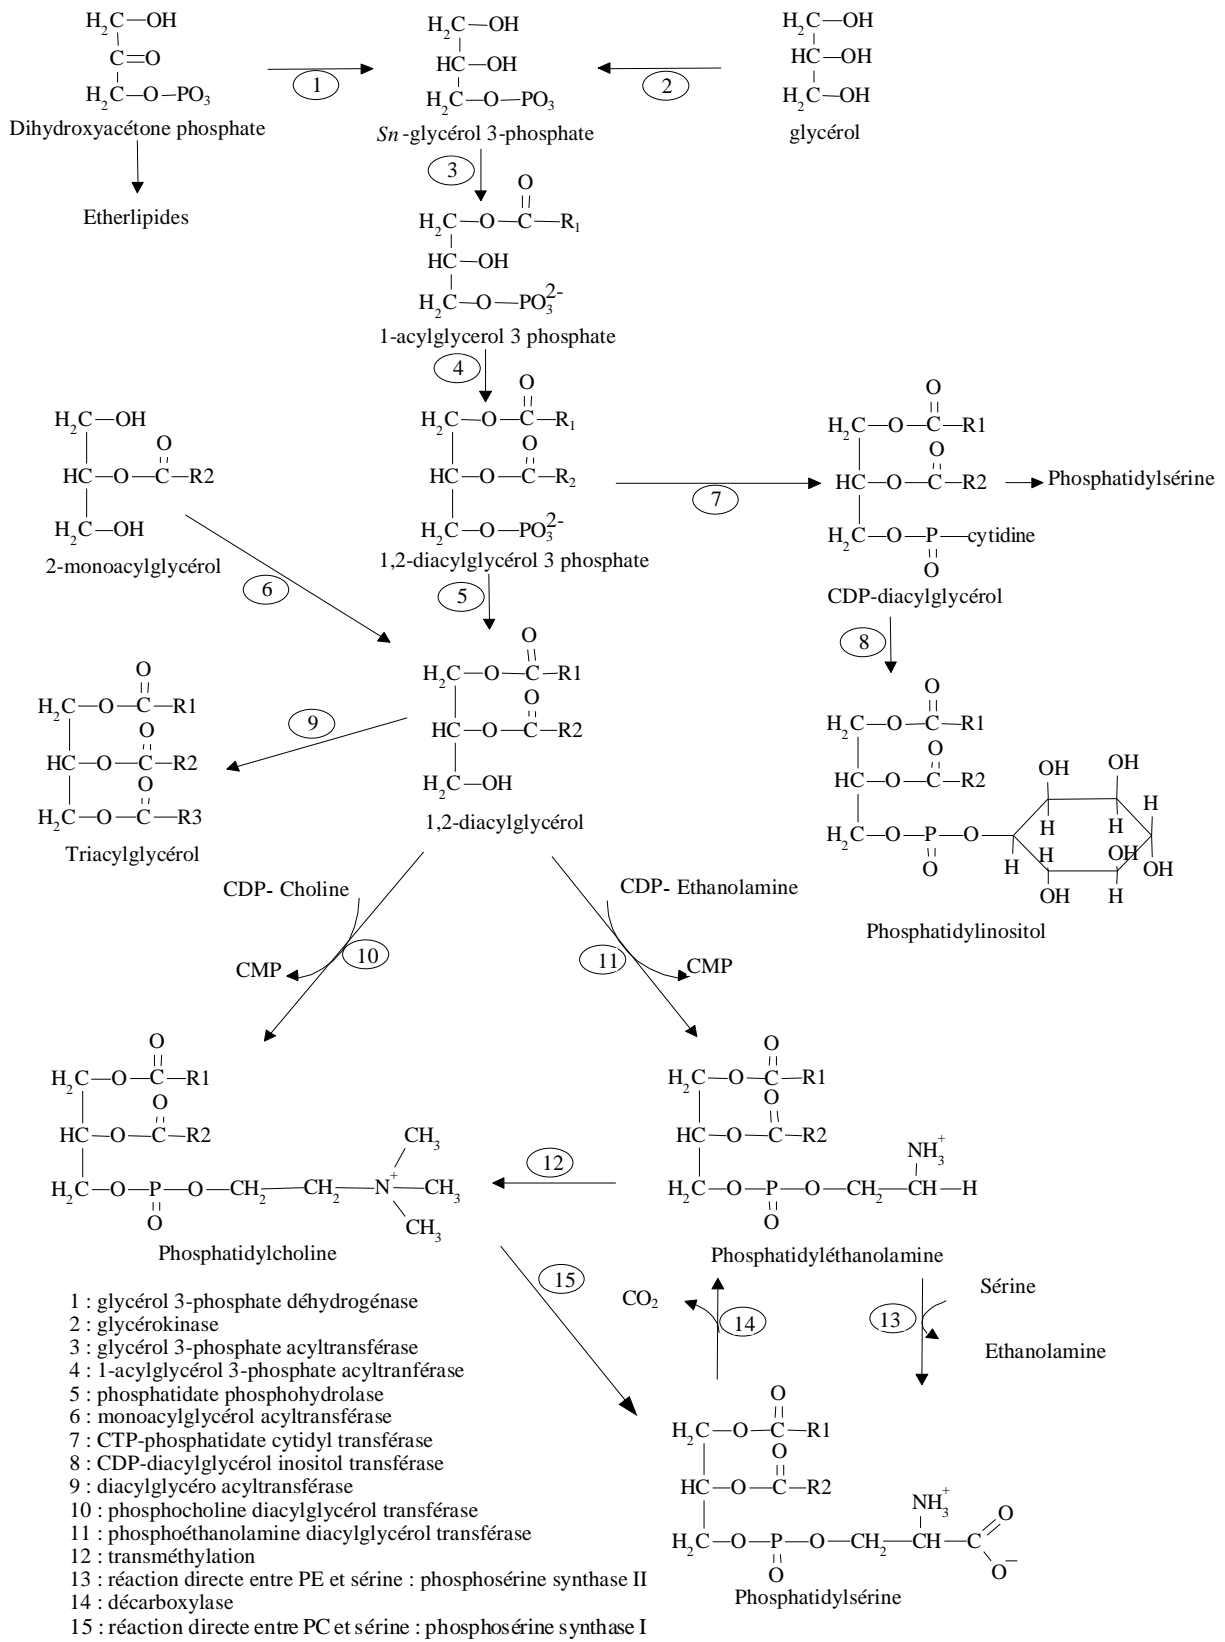 H2C—OH
C=O
H2C—O—PO3
Dihydroxyacétone phosphate
1
H2C—OH
HC—OH
H2C—O—PO3
Sn-glycérol 3-phosphate
2
H2C—OH
HC—OH
H2C—OH
glycérol
Etherlipides
3
O
H2C—O—C—R1
HC—OH
H2C—O—PO3 2-
1-acylglycerol 3 phosphate
4
H2C—OH
O
HC—O—C—R2
H2C—OH
2-monoacylglycérol
O
H2C—O—C—R1
O
HC—O—C—R2
H2C—O—PO3 2-
1,2-diacylglycérol 3 phosphate
7
O
H2C—O—C—R1
O
HC—O—C—R2
H2C—O—P—cytidine
O
CDP-diacylglycérol
Phosphatidylsérine
6
5
8
O
H2C—O—C—R1
O
HC—O—C—R2
O
H2C—O—C—R3
Triacylglycérol
9
O
H2C—O—C—R1
O
HC—O—C—R2
H2C—OH
1,2-diacylglycérol
O
H2C—O—C—R1
O
HC—O—C—R2
H2C—O—P—O
O
OH
OH
H
H
H
H
H
OH
OH
OH
H
Phosphatidylinositol
CDP- Choline
10
CMP
CDP- Ethanolamine
11
CMP
O
H2C—O—C—R1
O
HC—O—C—R2
H2C—O—P—O—CH2—CH2—N+—CH3
CH3
CH3
O
Phosphatidylcholine
12
O
H2C—O—C—R1
O
HC—O—C—R2
NH3+
H2C—O—P—O—CH2—CH—H
O
Phosphatidyléthanolamine
15
CO2
14
13
Sérine
Ethanolamine
O
H2C—O—C—R1
O
HC—O—C—R2
NH3+
O
H2C—O—P—O—CH2—CH—C
O
O−
Phosphatidylsérine
1 : glycérol 3-phosphate déhydrogénase
2 : glycérokinase
3 : glycérol 3-phosphate acyltransférase
4 : 1-acylglycérol 3-phosphate acyltranférase
5 : phosphatidate phosphohydrolase
6 : monoacylglycérol acyltransférase
7 : CTP-phosphatidate cytidyl transférase
8 : CDP-diacylglycérol inositol transférase
9 : diacylglycéro acyltransférase
10 : phosphocholine diacylglycérol transférase
11 : phosphoéthanolamine diacylglycérol transférase
12 : transméthylation
13 : réaction directe entre PE et sérine : phosphosérine synthase II
14 : décarboxylase
15 : réaction directe entre PC et sérine : phosphosérine synthase I